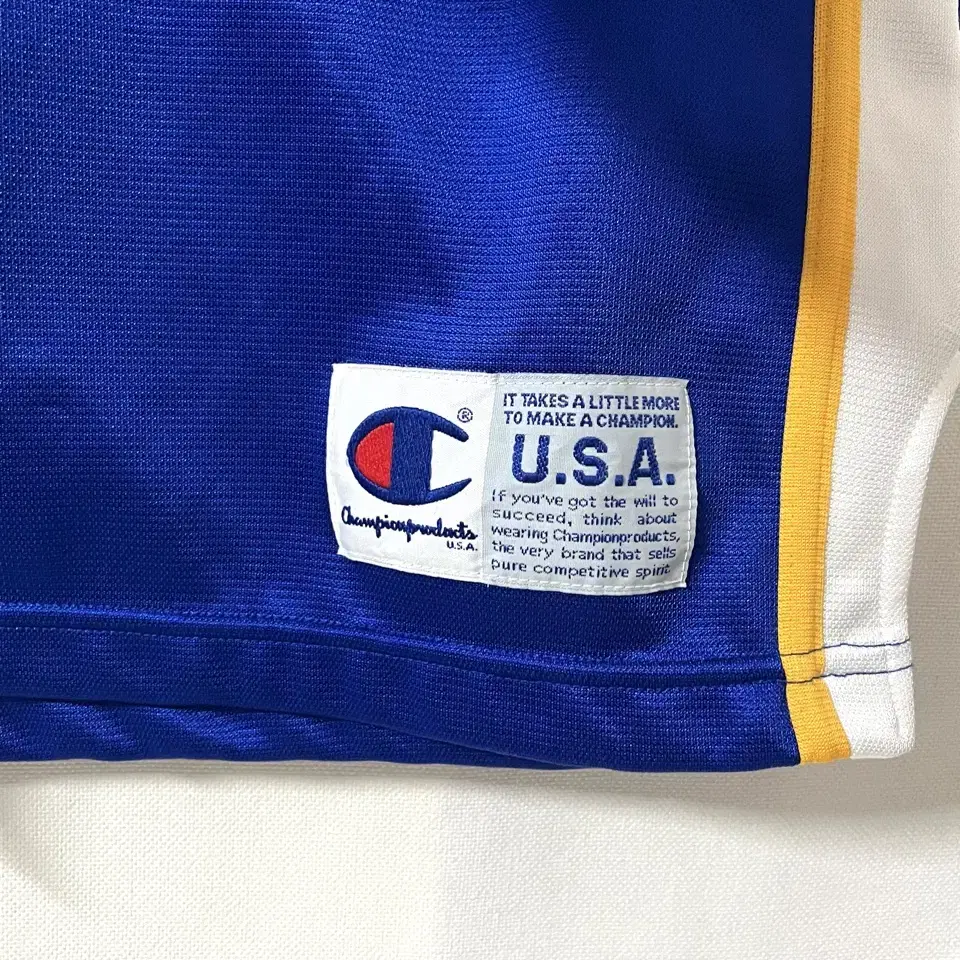 ®
Championproducts
U.S.A.
IT TAKES A LITTLE MORE
TO MAKE A CHAMPION.
U.S.A.
If you've got the will to
succeed, think about
wearing Championproducts,
the very brand that sells
pure competitive spirit.